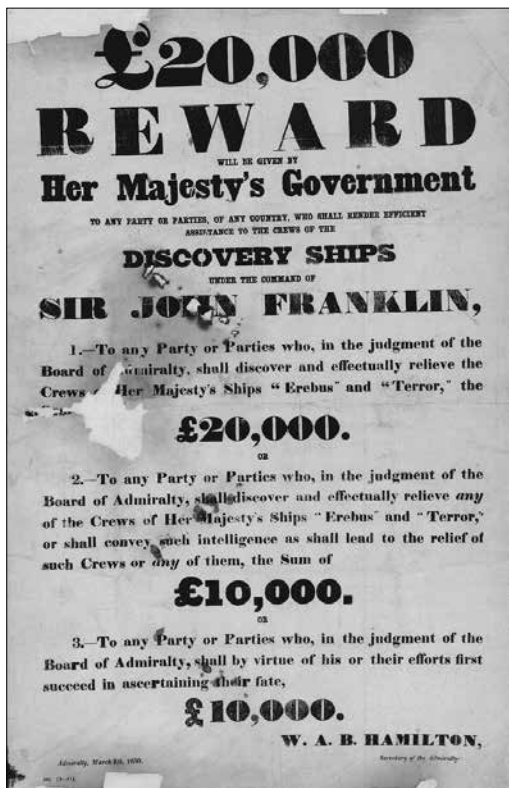 £20,000
REWARD
WILL BE GIVEN BY
Her Majesty's Government
TO ANY PARTY OR PARTIES, OF ANY COUNTRY, WHO SHALL RENDER EFFICIENT
ASSISTANCE TO THE CREWS OF THE
DISCOVERY SHIPS
UNDER THE COMMAND OF
SIR JOHN FRANKLIN,
1.—To any Party or Parties who, in the judgment of the
Board of Admiralty, shall discover and effectually relieve the
Crews of Her Majesty's Ships "Erebus" and "Terror," the
£20,000.
OR
2.—To any Party or Parties who, in the judgment of the
Board of Admiralty, shall discover and effectually relieve any
of the Crews of Her Majesty's Ships "Erebus" and "Terror,"
or shall convey such intelligence as shall lead to the relief of
such Crews or any of them, the Sum of
£10,000.
OR
3.—To any Party or Parties who, in the judgment of the
Board of Admiralty, shall by virtue of his or their efforts first
succeed in ascertaining their fate,
£10,000.
W. A. B. HAMILTON,
Admiralty, March 8th, 1850.
Secretary of the Admiralty.